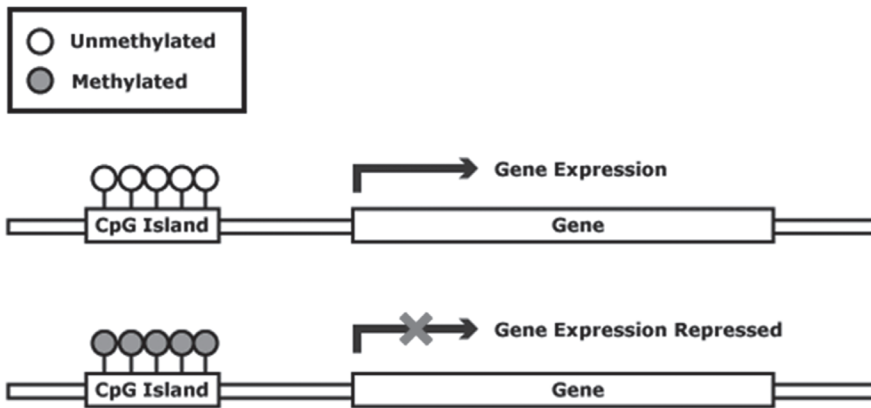 Unmethylated
Methylated
Gene Expression
CpG Island
Gene
Gene Expression Repressed
CpG Island
Gene